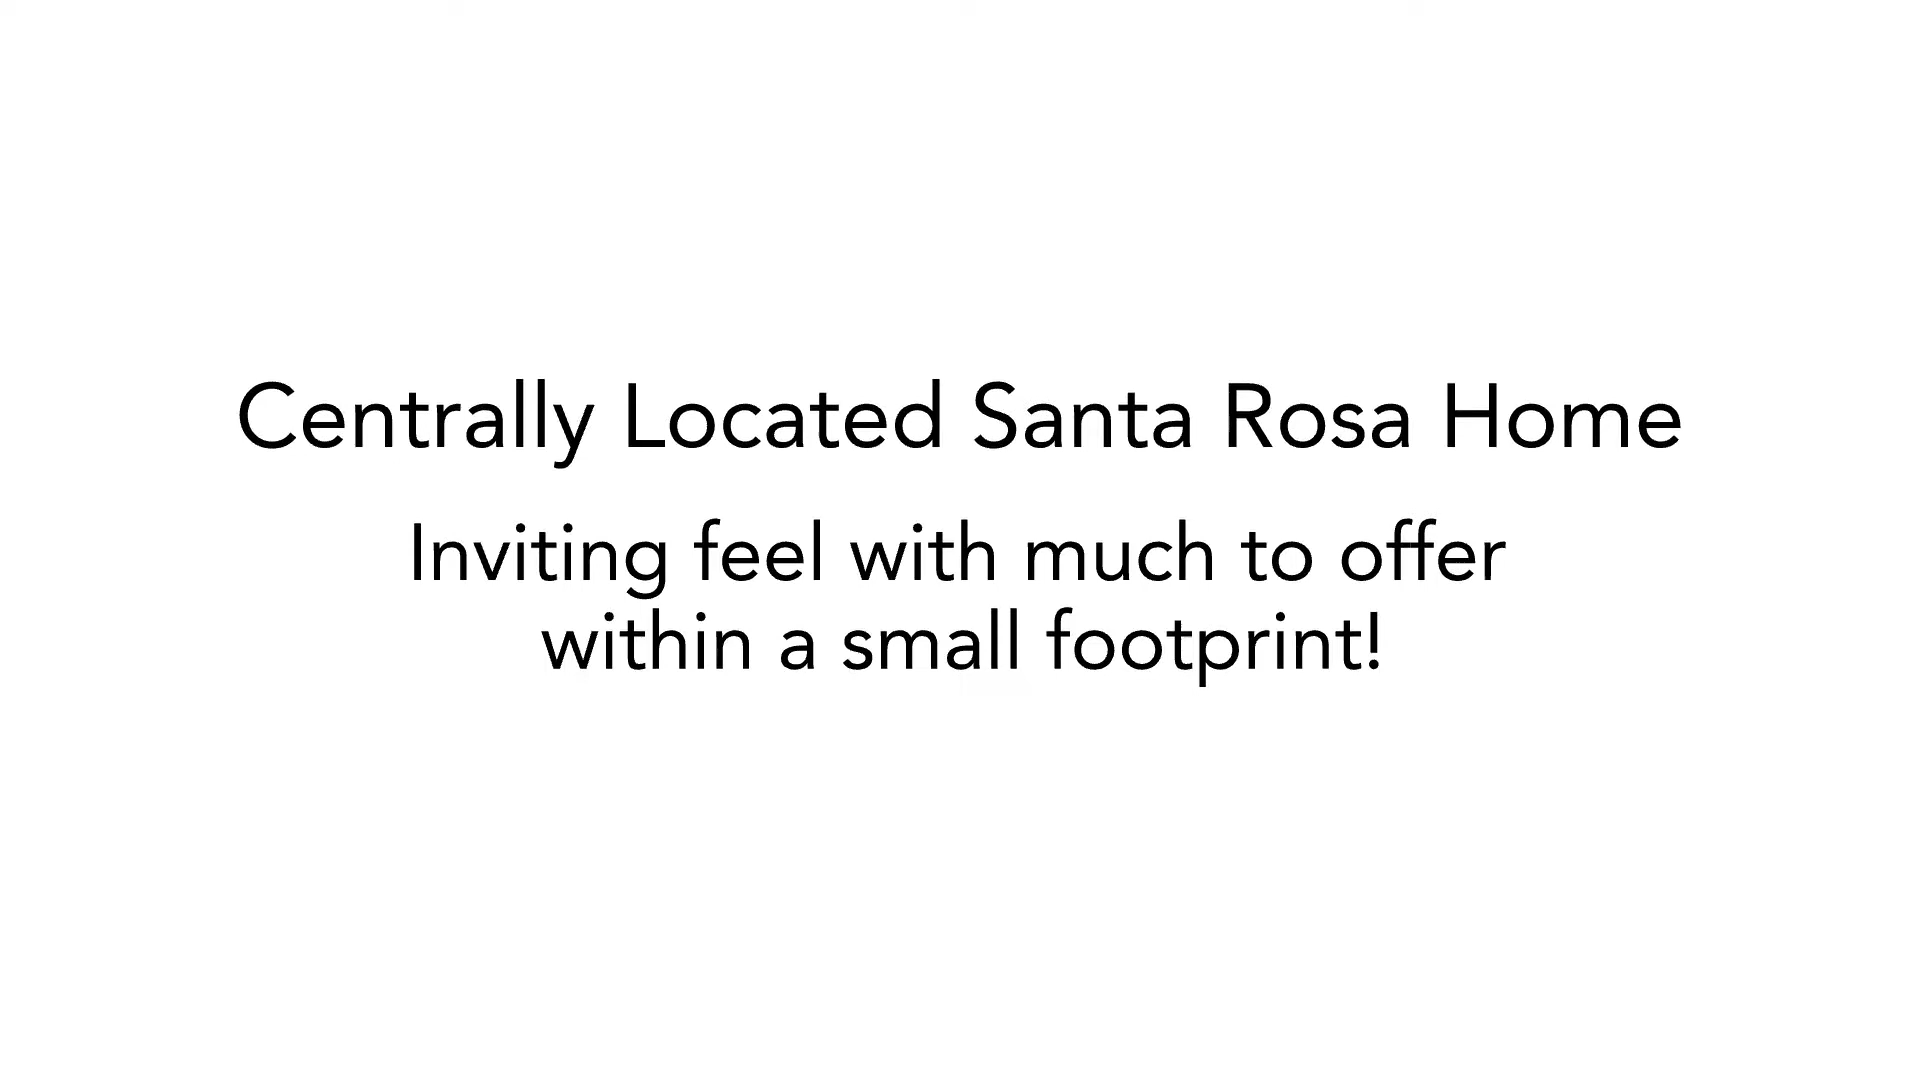 Centrally Located Santa Rosa Home
Inviting feel with much to offer
within a small footprint!